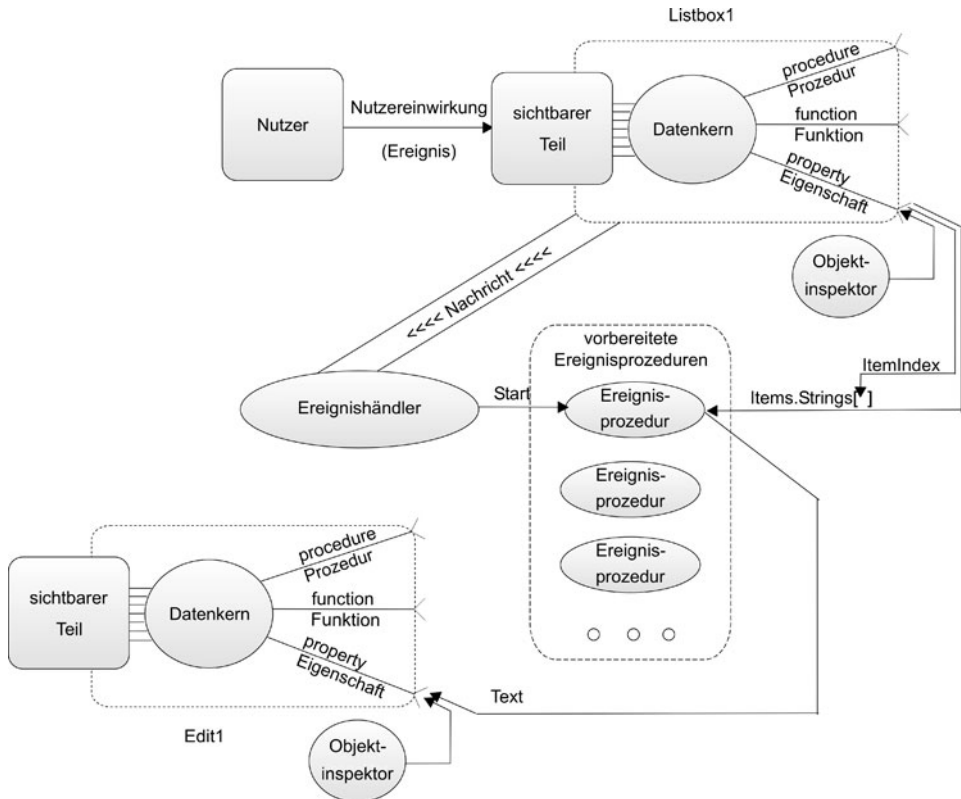 Listbox1
procedure
Prozedur
Nutzer
Nutzereinwirkung
(Ereignis)
sichtbarer
Teil
Datenkern
function
Funktion
property
Eigenschaft
Objekt-
inspektor
<<<< Nachricht <<<<
vorbereitete
Ereignisprozeduren
ItemIndex
Ereignishändler
Start
Ereignis-
prozedur
Items.Strings[ ]
Ereignis-
prozedur
Ereignis-
prozedur
procedure
Prozedur
sichtbarer
Teil
Datenkern
function
Funktion
property
Eigenschaft
Text
Edit1
Objekt-
inspektor